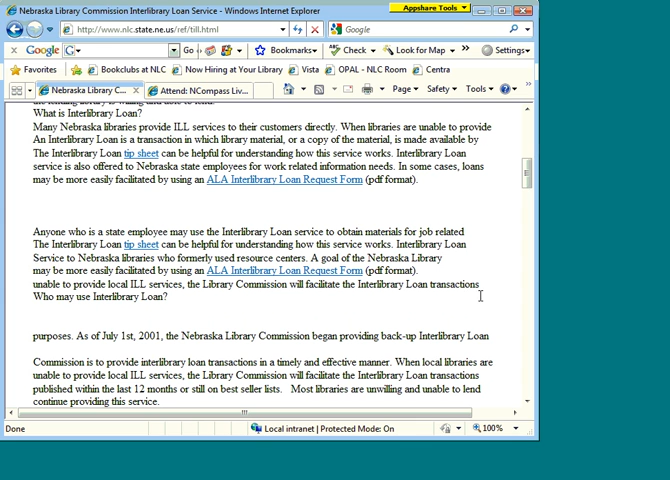 Nebraska Library Commission Interlibrary Loan Service - Windows Internet Explorer
Appshare Tools
http://www.nlc.state.ne.us/ref/till.html
Google
Google
Go
Bookmarks
Check
Look for Map
Settings
Favorites
Bookclubs at NLC
Now Hiring at Your Library
Vista
OPAL - NLC Room
Centra
Nebraska Library C...
Attend: NCompass Liv...
Page
Safety
Tools
What is Interlibrary Loan?
Many Nebraska libraries provide ILL services to their customers directly. When libraries are unable to provide
An Interlibrary Loan is a transaction in which library material, or a copy of the material, is made available by
The Interlibrary Loan tip sheet can be helpful for understanding how this service works. Interlibrary Loan
service is also offered to Nebraska state employees for work related information needs. In some cases, loans
may be more easily facilitated by using an ALA Interlibrary Loan Request Form (pdf format).
Anyone who is a state employee may use the Interlibrary Loan service to obtain materials for job related
The Interlibrary Loan tip sheet can be helpful for understanding how this service works. Interlibrary Loan
Service to Nebraska libraries who formerly used resource centers. A goal of the Nebraska Library
may be more easily facilitated by using an ALA Interlibrary Loan Request Form (pdf format).
unable to provide local ILL services, the Library Commission will facilitate the Interlibrary Loan transactions
Who may use Interlibrary Loan?
purposes. As of July 1st, 2001, the Nebraska Library Commission began providing back-up Interlibrary Loan
Commission is to provide interlibrary loan transactions in a timely and effective manner. When local libraries are
unable to provide local ILL services, the Library Commission will facilitate the Interlibrary Loan transactions
published within the last 12 months or still on best seller lists. Most libraries are unwilling and unable to lend
continue providing this service.
Done
Local intranet | Protected Mode: On
100%